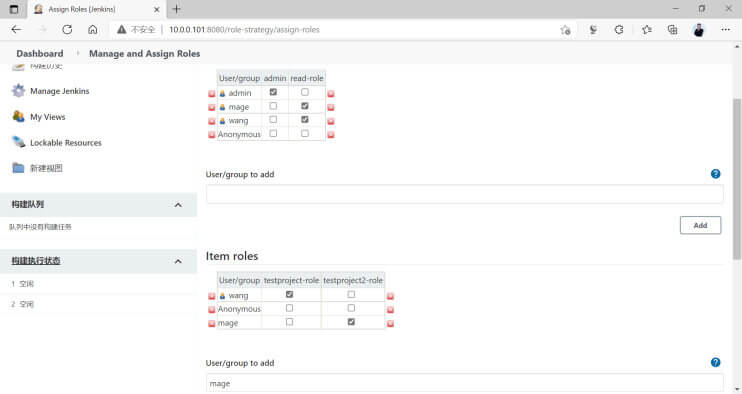 Assign Roles [Jenkins]
不安全 | 10.0.0.101:8080/role-strategy/assign-roles
Dashboard > Manage and Assign Roles
构建历史
Manage Jenkins
My Views
Lockable Resources
新建视图
构建队列
队列中没有构建任务
构建执行状态
1 空闲
2 空闲
User/group admin read-role
admin
mage
wang
Anonymous
User/group to add
Add
Item roles
User/group testproject-role testproject2-role
wang
Anonymous
mage
User/group to add
mage